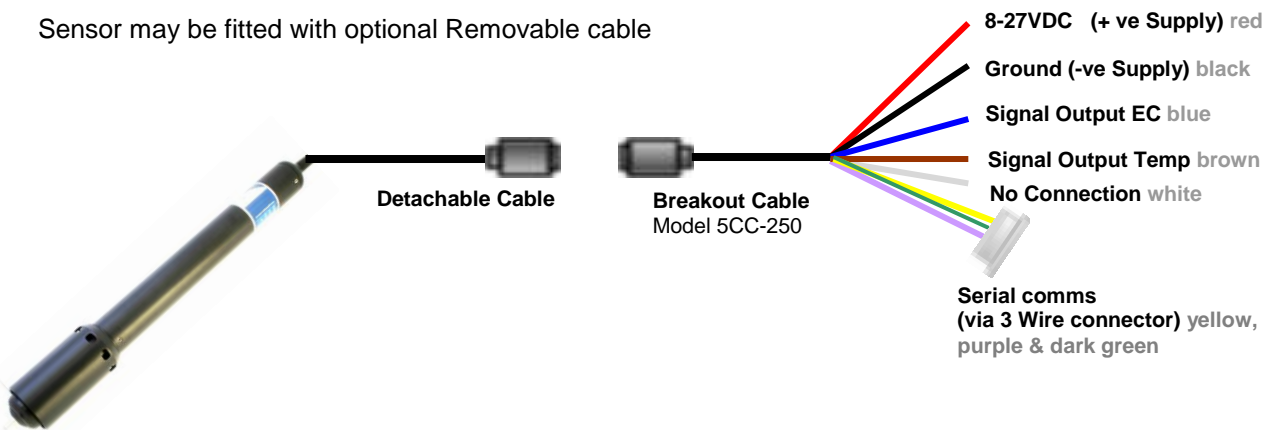 Sensor may be fitted with optional Removable cable
8-27VDC (+ ve Supply) red
Ground (-ve Supply) black
Signal Output EC blue
Signal Output Temp brown
No Connection white
Detachable Cable
Breakout Cable
Model 5CC-250
Serial comms
(via 3 Wire connector) yellow,
purple & dark green